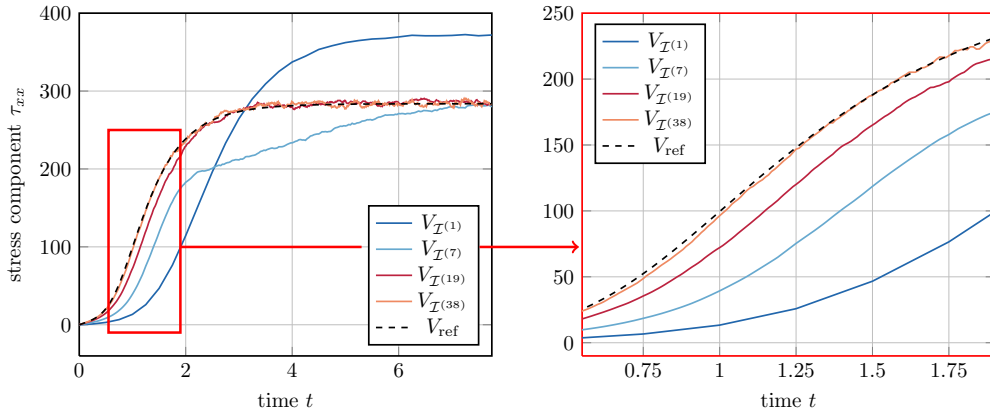 400
300
200
100
0
0
2
4
6
stress component τ_xx
time t
V_I(1)
V_I(7)
V_I(19)
V_I(38)
V_ref
250
200
150
100
50
0
0.75
1
1.25
1.5
1.75
time t
V_I(1)
V_I(7)
V_I(19)
V_I(38)
V_ref